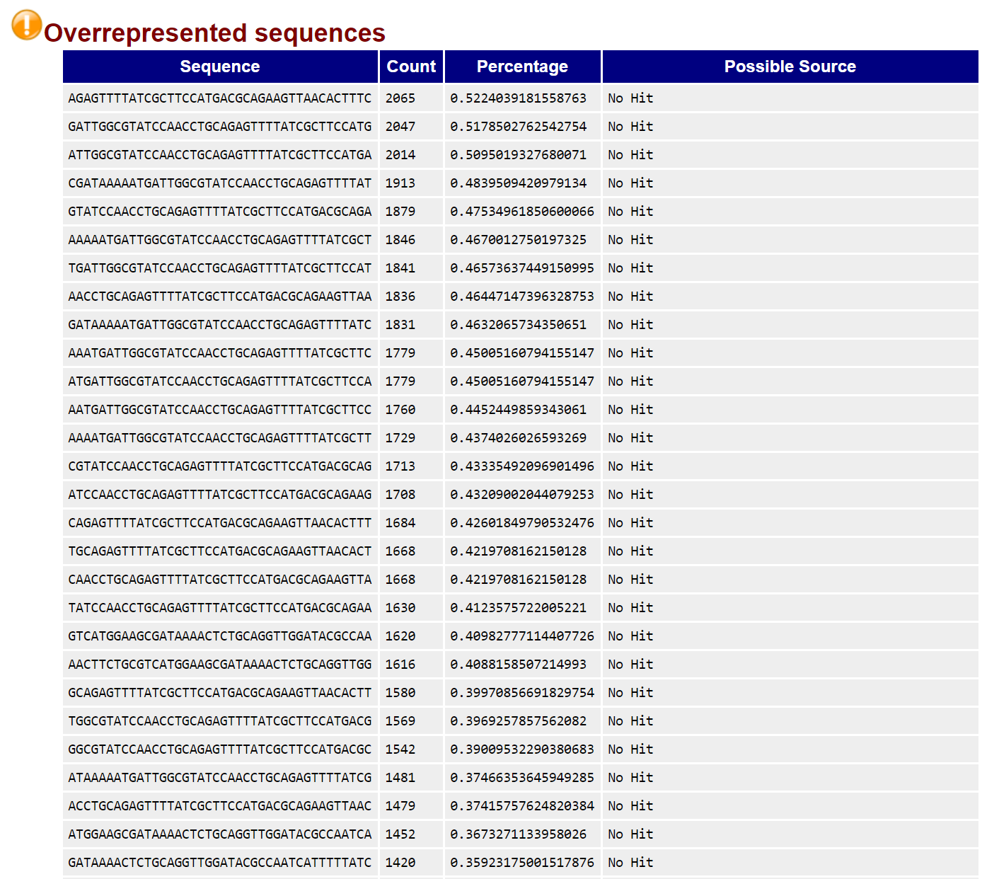 Overrepresented sequences
Sequence Count Percentage Possible Source
AGAGTTTTATCGCTTCCATGACGCAGAAGTTAACACTTTC 2065 0.5224039181558763 No Hit
GATTGGCGTATCCAACCTGCAGAGTTTTATCGCTTCCATG 2047 0.5178502762542754 No Hit
ATTGGCGTATCCAACCTGCAGAGTTTTATCGCTTCCATGA 2014 0.5095019327680071 No Hit
CGATAAAAATGATTGGCGTATCCAACCTGCAGAGTTTTAT 1913 0.4839509420979134 No Hit
GTATCCAACCTGCAGAGTTTTATCGCTTCCATGACGCAGA 1879 0.47534961850600066 No Hit
AAAAATGATTGGCGTATCCAACCTGCAGAGTTTTATCGCT 1846 0.4670012750197325 No Hit
TGATTGGCGTATCCAACCTGCAGAGTTTTATCGCTTCCAT 1841 0.46573637449150995 No Hit
AACCTGCAGAGTTTTATCGCTTCCATGACGCAGAAGTTAA 1836 0.46447147396328753 No Hit
GATAAAAATGATTGGCGTATCCAACCTGCAGAGTTTTATC 1831 0.4632065734350651 No Hit
AAATGATTGGCGTATCCAACCTGCAGAGTTTTATCGCTTC 1779 0.45005160794155147 No Hit
ATGATTGGCGTATCCAACCTGCAGAGTTTTATCGCTTCCA 1779 0.45005160794155147 No Hit
AATGATTGGCGTATCCAACCTGCAGAGTTTTATCGCTTCC 1760 0.4452449859343061 No Hit
AAAATGATTGGCGTATCCAACCTGCAGAGTTTTATCGCTT 1729 0.4374026026593269 No Hit
CGTATCCAACCTGCAGAGTTTTATCGCTTCCATGACGCAG 1713 0.43335492096901496 No Hit
ATCCAACCTGCAGAGTTTTATCGCTTCCATGACGCAGAAG 1708 0.43209002044079253 No Hit
CAGAGTTTTATCGCTTCCATGACGCAGAAGTTAACACTTT 1684 0.42601849790532476 No Hit
TGCAGAGTTTTATCGCTTCCATGACGCAGAAGTTAACACT 1668 0.4219708162150128 No Hit
CAACCTGCAGAGTTTTATCGCTTCCATGACGCAGAAGTTA 1668 0.4219708162150128 No Hit
TATCCAACCTGCAGAGTTTTATCGCTTCCATGACGCAGAA 1630 0.4123575722005221 No Hit
GTCATGGAAGCGATAAAACTCTGCAGGTTGGATACGCCAA 1620 0.40982777114407726 No Hit
AACTTCTGCGTCATGGAAGCGATAAAACTCTGCAGGTTGG 1616 0.4088158507214993 No Hit
GCAGAGTTTTATCGCTTCCATGACGCAGAAGTTAACACTT 1580 0.39970856691829754 No Hit
TGGCGTATCCAACCTGCAGAGTTTTATCGCTTCCATGACG 1569 0.3969257857562082 No Hit
GGCGTATCCAACCTGCAGAGTTTTATCGCTTCCATGACGC 1542 0.39009532290380683 No Hit
ATAAAAATGATTGGCGTATCCAACCTGCAGAGTTTTATCG 1481 0.37466353645949285 No Hit
ACCTGCAGAGTTTTATCGCTTCCATGACGCAGAAGTTAAC 1479 0.37415757624820384 No Hit
ATGGAAGCGATAAAACTCTGCAGGTTGGATACGCCAATCA 1452 0.3673271133958026 No Hit
GATAAAACTCTGCAGGTTGGATACGCCAATCATTTTTATC 1420 0.35923175001517876 No Hit